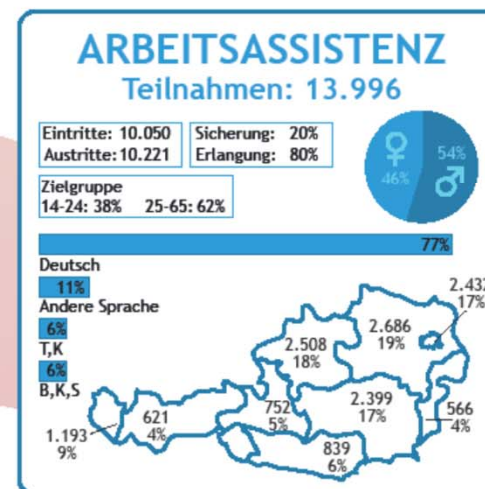 ARBEITSASSISTENZ
Teilnahmen: 13.996
Eintritte: 10.050
Austritte: 10.221
Sicherung: 20%
Erlangung: 80%
46%
54%
Zielgruppe
14-24: 38% 25-65: 62%
77%
Deutsch
11%
Andere Sprache
6%
T,K
6%
B,K,S
17%
2.686
19%
2.508
18%
2.399
17%
566
4%
752
5%
621
4%
1.193
9%
839
6%